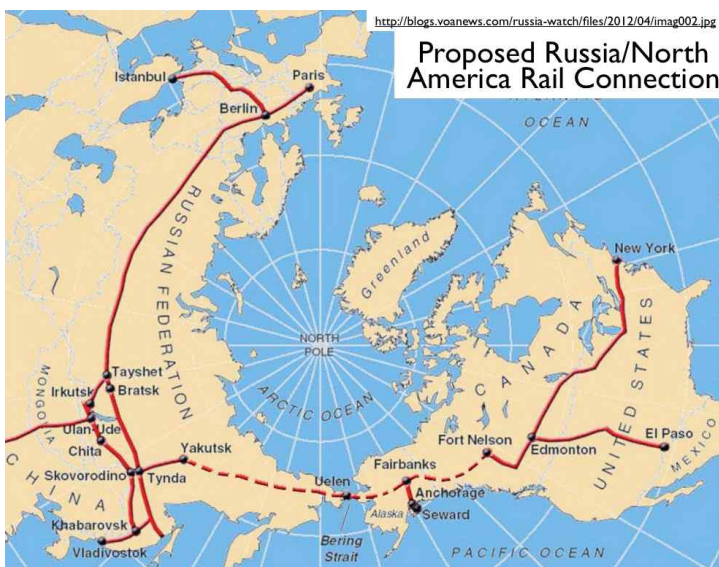 http://blogs.voanews.com/russia-watch/files/2012/04/imag002.jpg
Proposed Russia/North
America Rail Connection
OCEAN
Istanbul
Paris
Berlin
RUSSIAN FEDERATION
Greenland
New York
NORTH
POLE
CANADA
UNITED STATES
ARCTIC OCEAN
Tayshet
Bratsk
MONGOLIA
Irkutsk
Ulan-Ude
Chita
Yakutsk
Fort Nelson
Edmonton
El Paso
MEXICO
CHINA
Skovorodino
Tynda
Uelen
Fairbanks
Anchorage
Alaska
Seward
Khabarovsk
Vladivostok
Bering
Strait
PACIFIC OCEAN